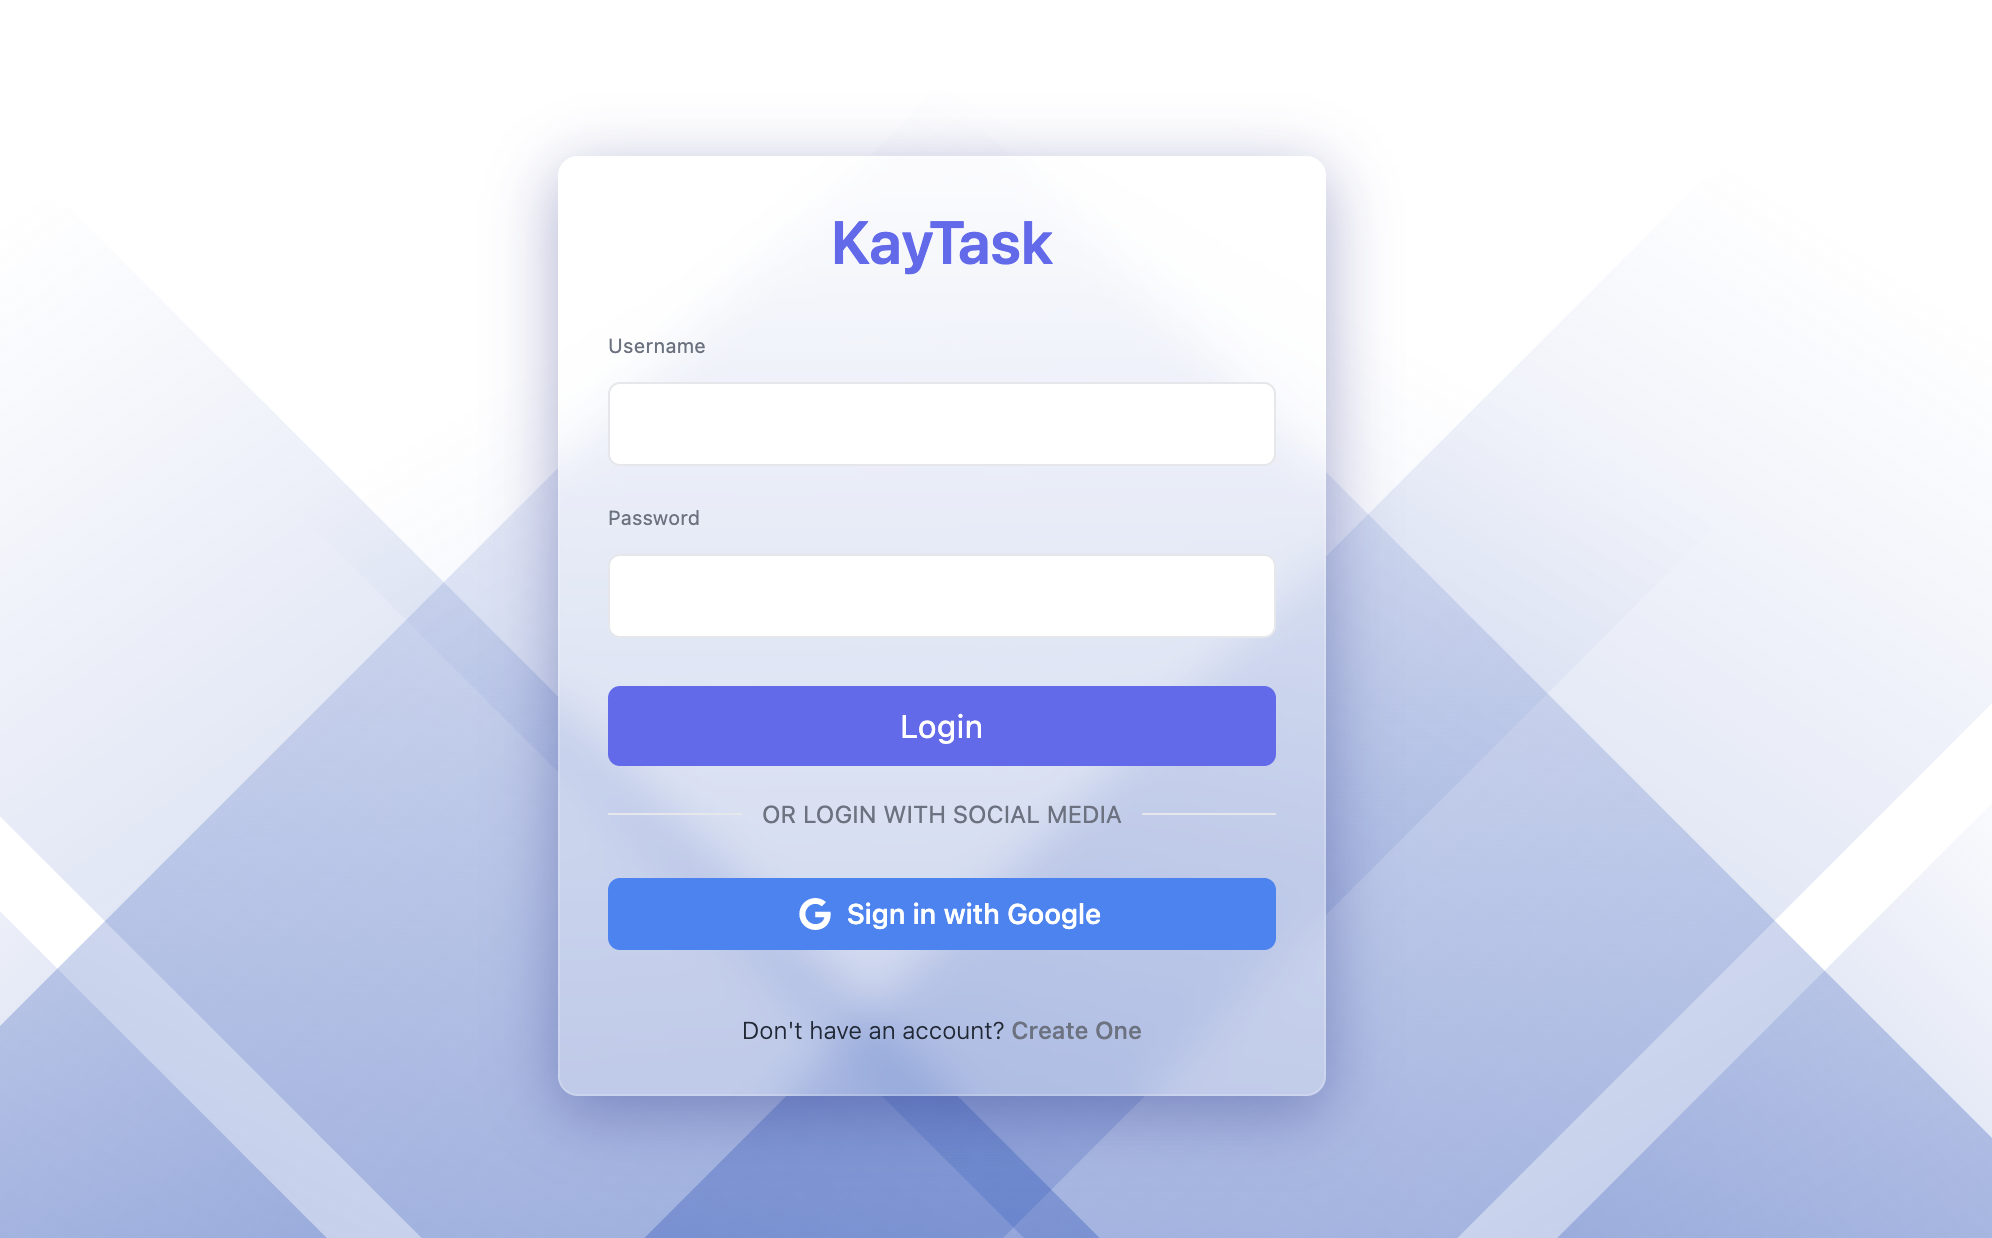 KayTask
Username
Password
Login
OR LOGIN WITH SOCIAL MEDIA
Sign in with Google
Don't have an account? Create One